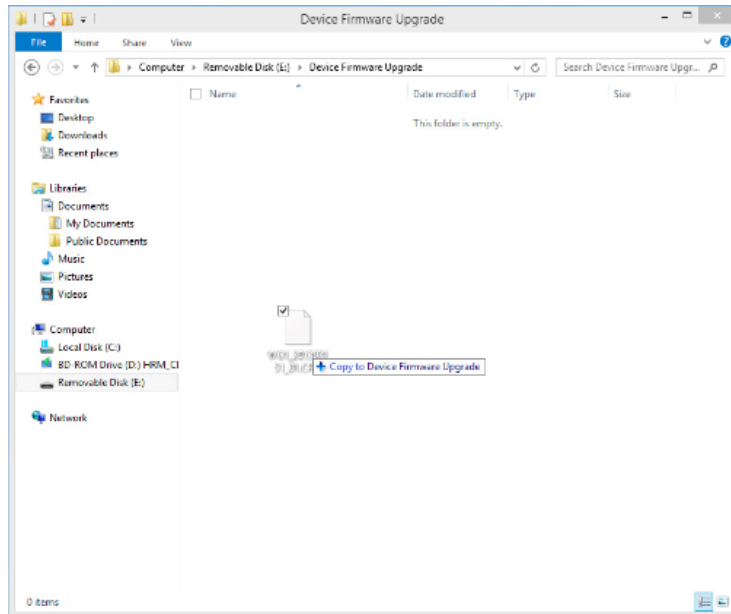 Device Firmware Upgrade
File Home Share View
Computer Removable Disk (E:) Device Firmware Upgrade
Search Device Firmware Upgr...
Name Date modified Type Size
This folder is empty.
Favorites
Desktop
Downloads
Recent places
Libraries
Documents
My Documents
Public Documents
Music
Pictures
Videos
Computer
Local Disk (C:)
BD-ROM Drive (D:) HRM_CI
Removable Disk (E:)
Network
Copy to Device Firmware Upgrade
0 items